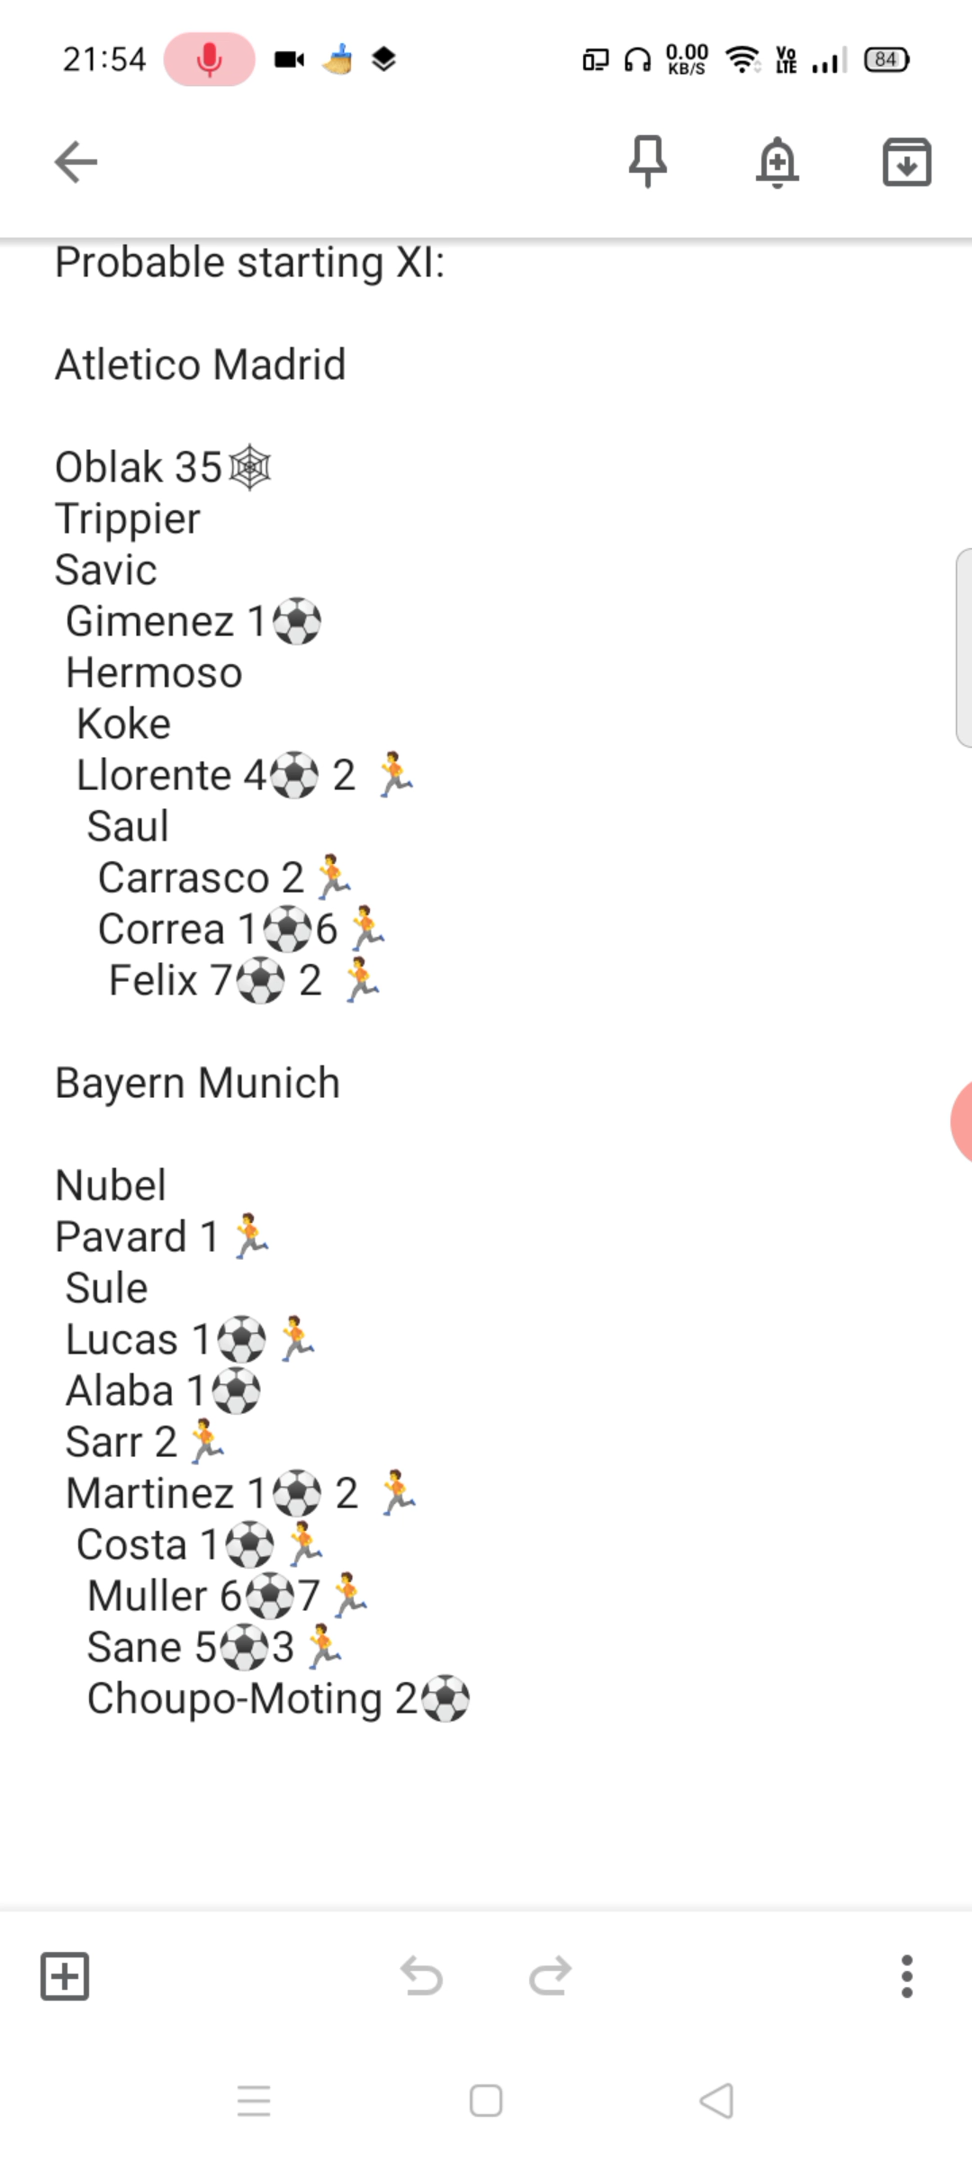 21:54 0.00 KB/S Vo LTE 84
Probable starting XI:
Atletico Madrid
Oblak 35🕸
Trippier
Savic
Gimenez 1⚽
Hermoso
Koke
Llorente 4⚽ 2 🏃
Saul
Carrasco 2🏃
Correa 1⚽6🏃
Felix 7⚽ 2 🏃
Bayern Munich
Nubel
Pavard 1🏃
Sule
Lucas 1⚽🏃
Alaba 1⚽
Sarr 2🏃
Martinez 1⚽ 2 🏃
Costa 1⚽🏃
Muller 6⚽7🏃
Sane 5⚽3🏃
Choupo-Moting 2⚽